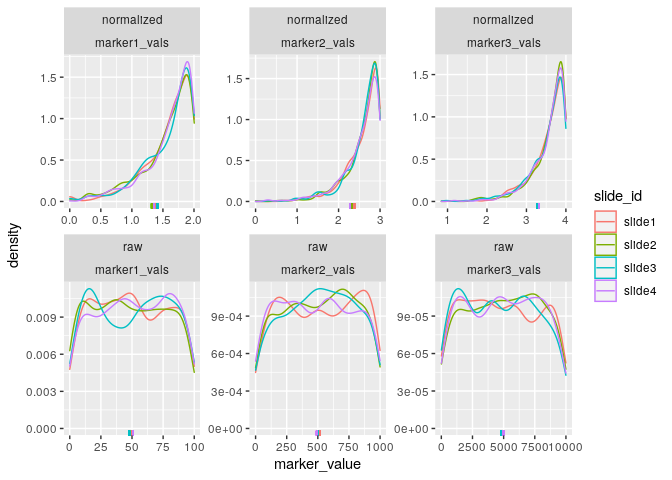 normalized normalized normalized
marker1_vals marker2_vals marker3_vals
1.5 1.5 1.5
1.0 1.0 1.0
0.5 0.5 0.5
0.0 0.0 0.0
0.0 0.5 1.0 1.5 2.0 0 1 2 3 1 2 3 4
density
slide_id
slide1
slide2
slide3
slide4
raw raw raw
marker1_vals marker2_vals marker3_vals
0.009 9e-04 9e-05
0.006 6e-04 6e-05
0.003 3e-04 3e-05
0.000 0e+00 0e+00
0 25 50 75 100 0 250 500 750 1000 0 2500 5000 7500 10000
marker_value